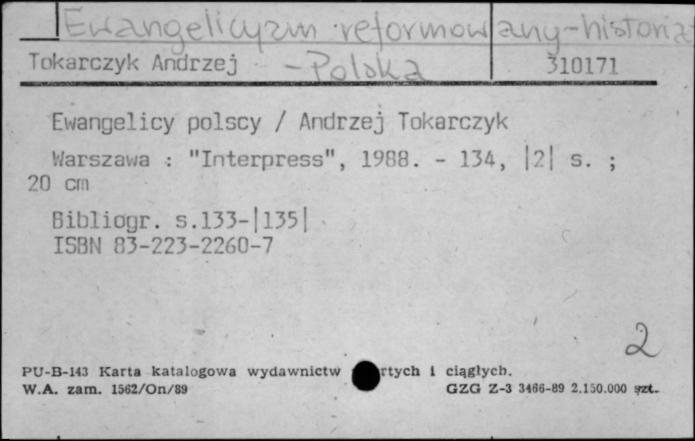 Ewangelicyzm reformowany - historia
Tokarczyk Andrzej - Polska 310171
Ewangelicy polscy / Andrzej Tokarczyk
Warszawa : "Interpress", 1988. - 134, |2| s. ;
20 cm
Bibliogr. s.133-|135|
ISBN 83-223-2260-7
2
PU-B-143 Karta katalogowa wydawnictw rtych i ciągłych.
W.A. zam. 1562/On/89 GZG Z-3 3466-89 2.150.000 szt.